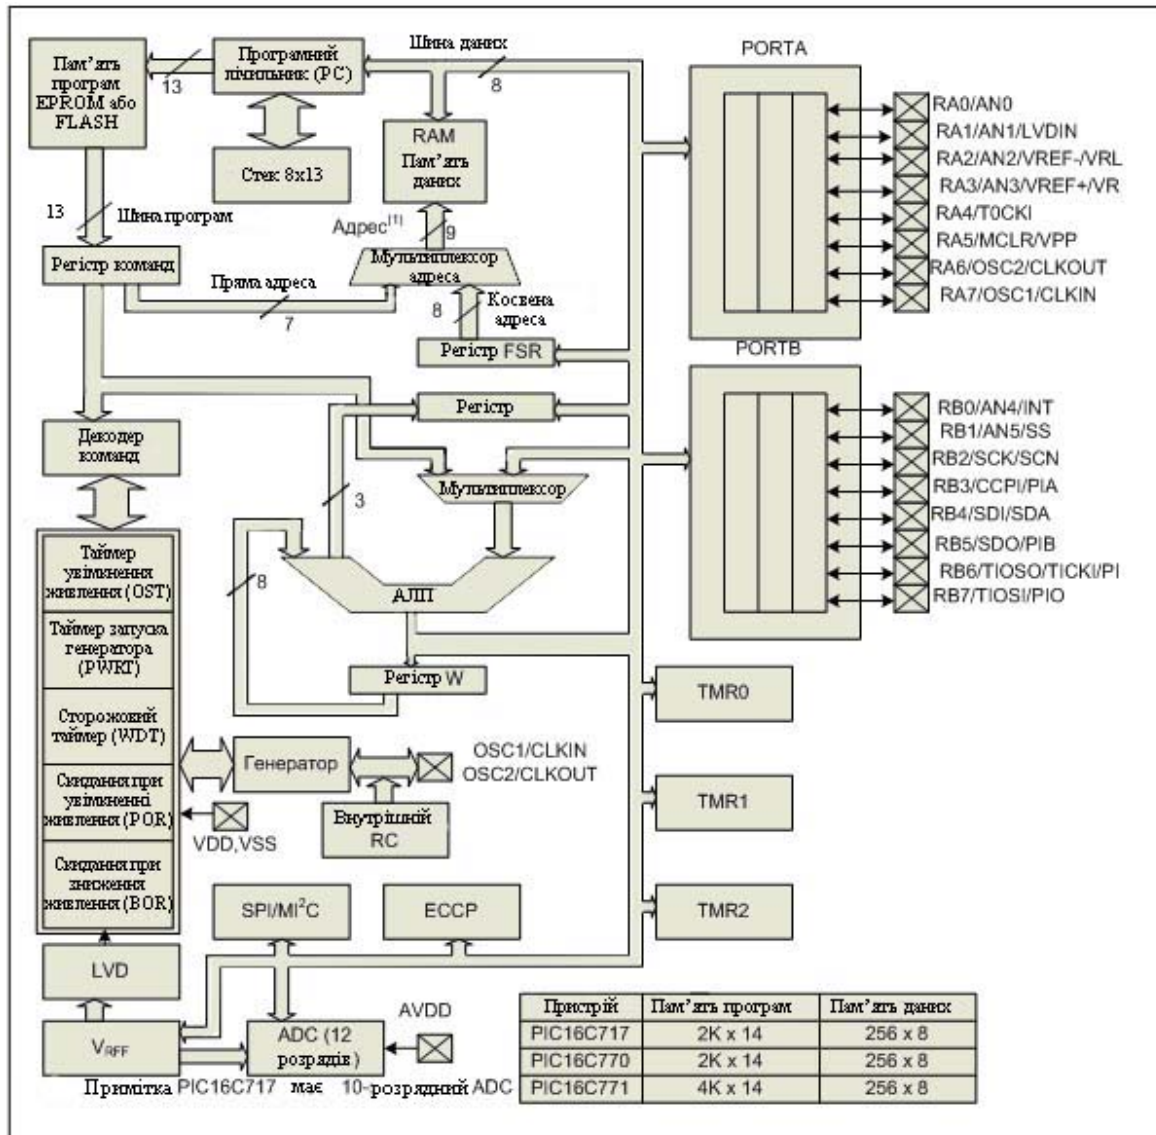 Пам'ять
програм
EPROM або
FLASH
13
Програмний
лічильник (PC)
Шина даних
8
Стек 8x13
RAM
Пам'ять
даних
13
Шина програм
Адрес(1)
9
Регістр команд
Мультиплексор
адреса
Пряма адреса
7
8
Косвена
адреса
Регістр FSR
Регістр
Декодер
команд
Мультиплексор
3
8
АЛП
Регістр W
Таймер
увімкнення
живлення (OST)
Таймер запуска
генератора
(PWRT)
Сторожовий
таймер (WDT)
Скидання при
увімкненні
живлення (POR)
Скидання при
зниження
живлення (BOR)
Генератор
OSC1/CLKIN
OSC2/CLKOUT
Внутрішній
RC
VDD,VSS
SPI/MI²C
ECCP
LVD
VRFF
ADC (12
розрядів)
AVDD
Примітка PIC16C717 має 10-розрядний ADC
PORTA
RA0/AN0
RA1/AN1/LVDIN
RA2/AN2/VREF-/VRL
RA3/AN3/VREF+/VR
RA4/T0CKI
RA5/MCLR/VPP
RA6/OSC2/CLKOUT
RA7/OSC1/CLKIN
PORTB
RB0/AN4/INT
RB1/AN5/SS
RB2/SCK/SCN
RB3/CCPI/PIA
RB4/SDI/SDA
RB5/SDO/PIB
RB6/TIOSO/TICKI/PI
RB7/TIOSI/PIO
TMR0
TMR1
TMR2
Пристрій Пам'ять програм Пам'ять даних
PIC16C717 2K x 14 256 x 8
PIC16C770 2K x 14 256 x 8
PIC16C771 4K x 14 256 x 8